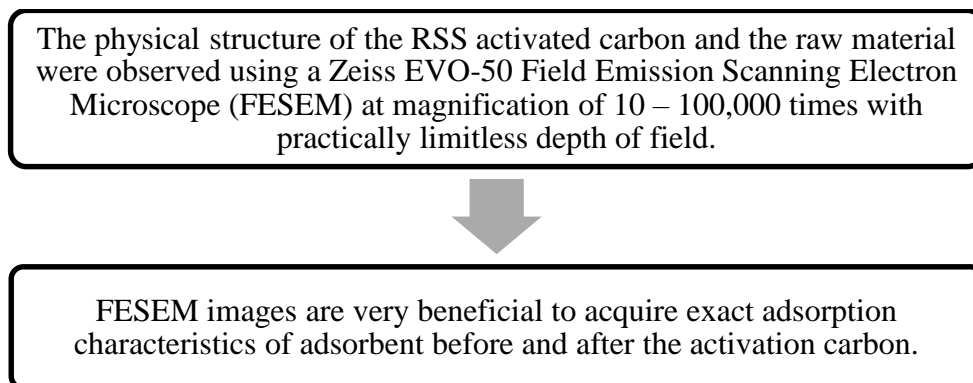 The physical structure of the RSS activated carbon and the raw material
were observed using a Zeiss EVO-50 Field Emission Scanning Electron
Microscope (FESEM) at magnification of 10 – 100,000 times with
practically limitless depth of field.
FESEM images are very beneficial to acquire exact adsorption
characteristics of adsorbent before and after the activation carbon.